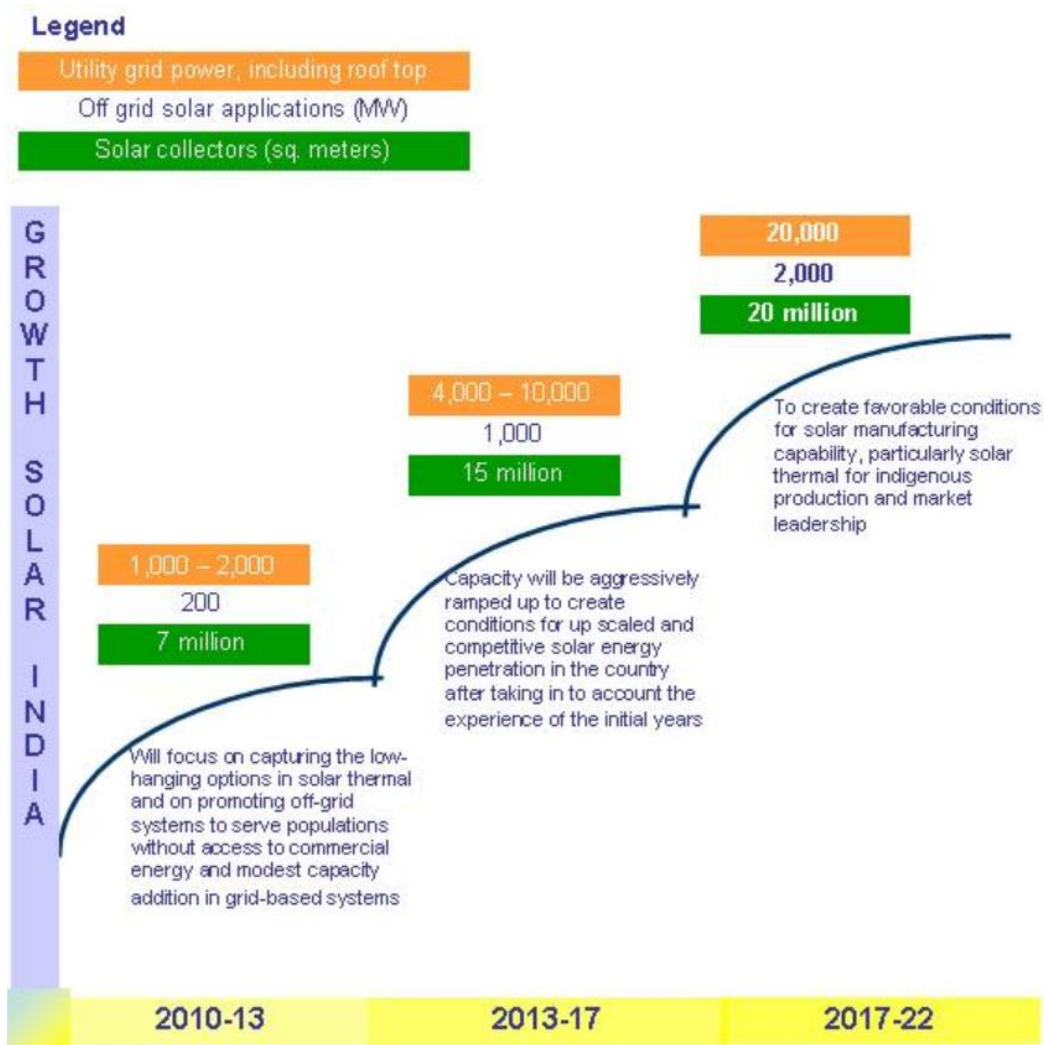 Legend
Utility grid power, including roof top
Off grid solar applications (MW)
Solar collectors (sq. meters)
GROWTH SOLAR INDIA
20,000
2,000
20 million
4,000 – 10,000
1,000
15 million
To create favorable conditions
for solar manufacturing
capability, particularly solar
thermal for indigenous
production and market
leadership
1,000 – 2,000
200
7 million
Capacity will be aggressively
ramped up to create
conditions for up scaled and
competitive solar energy
penetration in the country
after taking in to account the
experience of the initial years
Will focus on capturing the low-
hanging options in solar thermal
and on promoting off-grid
systems to serve populations
without access to commercial
energy and modest capacity
addition in grid-based systems
2010-13
2013-17
2017-22